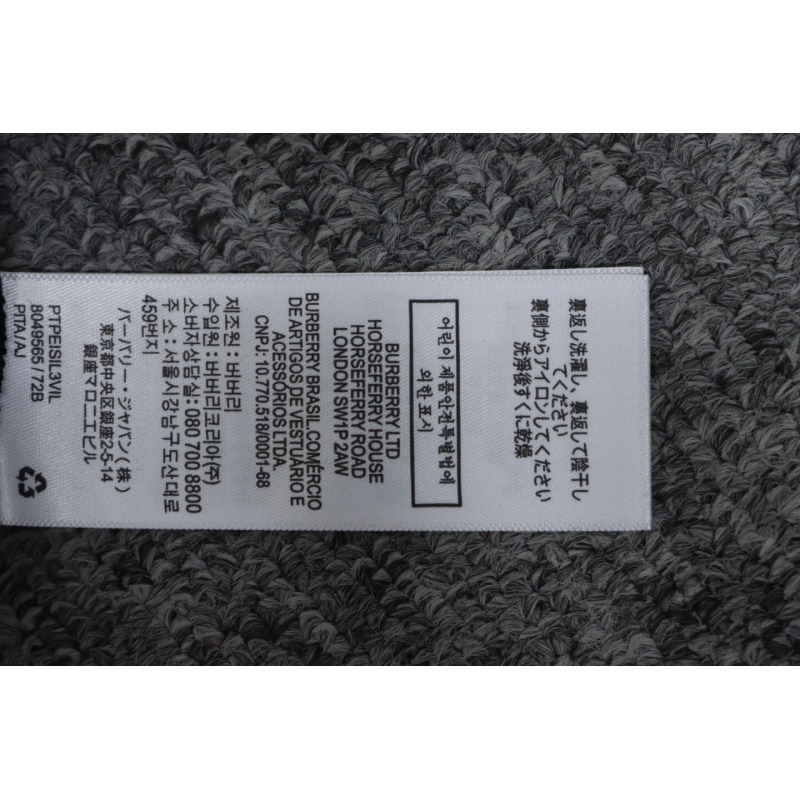 裏返し洗濯し、裏返して陰干し
てください
裏側からアイロンしてください
洗浄後すぐに乾燥
어린이 제품안전특별법에
의한 표시
BURBERRY LTD
HORSEFERRY HOUSE
HORSEFERRY ROAD
LONDON SW1P 2AW
BURBERRY BRASIL COMÉRCIO
DE ARTIGOS DE VESTUÁRIO E
ACESSORIOS LTDA.
CNPJ: 10.770.518/0001-68
제조원 : 버버리
수입원 : 버버리코리아(주)
소비자상담실: 080 700 8800
주 소 : 서울시강남구도산대로
459번지
バーバリー・ジャパン(株)
東京都中央区銀座2-5-14
銀座マロニエビル
PTPEISIL3VIL
8049565 / 72B
PITA/AJ